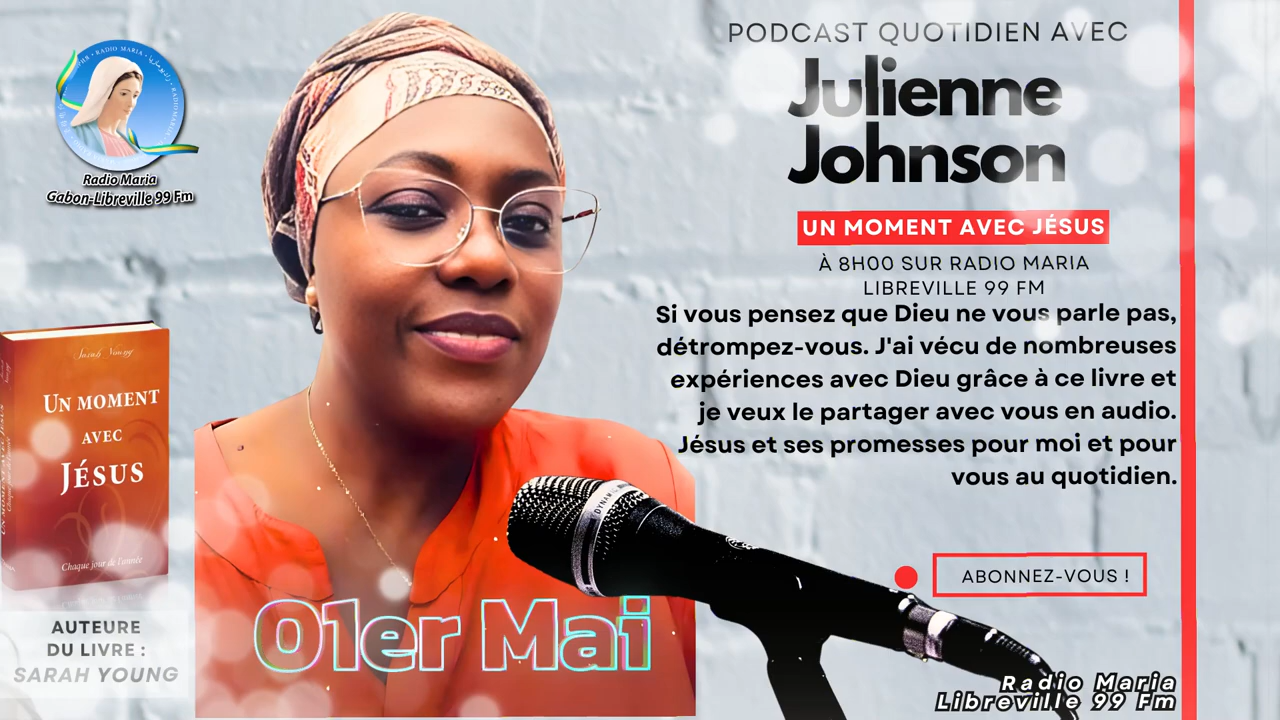 Radio Maria
Gabon-Libreville 99 Fm
PODCAST QUOTIDIEN AVEC
Julienne
Johnson
UN MOMENT AVEC JÉSUS
À 8H00 SUR RADIO MARIA
LIBREVILLE 99 FM
Si vous pensez que Dieu ne vous parle pas,
détrompez-vous. J'ai vécu de nombreuses
expériences avec Dieu grâce à ce livre et
je veux le partager avec vous en audio.
Jésus et ses promesses pour moi et pour
vous au quotidien.
ABONNEZ-VOUS !
Sarah Young
UN MOMENT
AVEC
JÉSUS
Chaque jour de l'année
AUTEURE
DU LIVRE :
SARAH YOUNG
01er Mai
Radio Maria
Libreville 99 Fm